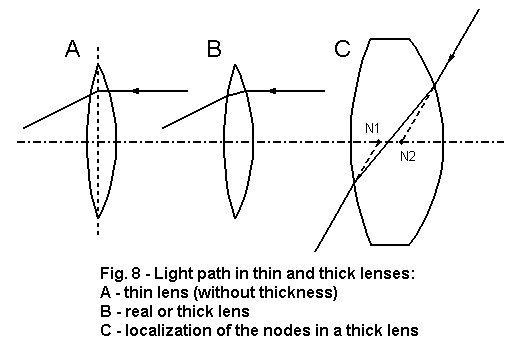 A
B
C
N1
N2
Fig. 8 - Light path in thin and thick lenses:
A - thin lens (without thickness)
B - real or thick lens
C - localization of the nodes in a thick lens